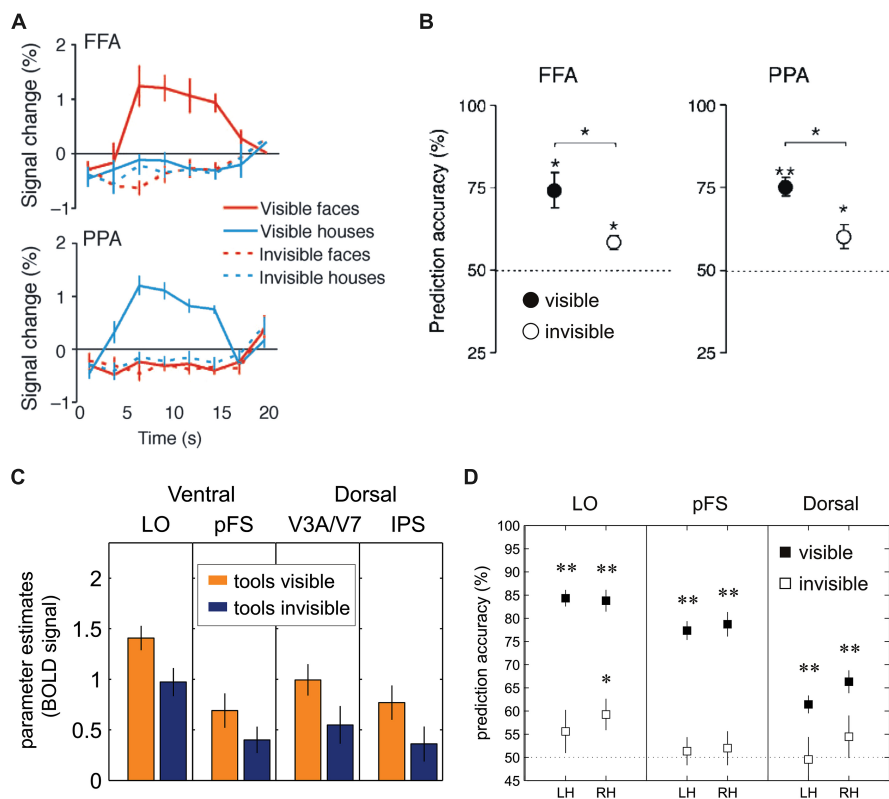 A
FFA
2
1
0
−1
Signal change (%)
Visible faces
Visible houses
Invisible faces
Invisible houses
PPA
2
1
0
−1
Signal change (%)
0 5 10 15 20
Time (s)
B
FFA PPA
100 100
75 75
50 50
25 25
Prediction accuracy (%)
* * *
* ** *
visible
invisible
C
Ventral Dorsal
LO pFS V3A/V7 IPS
2
1.5
1
0.5
0
parameter estimates
(BOLD signal)
tools visible
tools invisible
D
LO pFS Dorsal
100
95
90
85
80
75
70
65
60
55
50
45
prediction accuracy (%)
visible
invisible
** **
** **
** **
*
LH RH LH RH LH RH